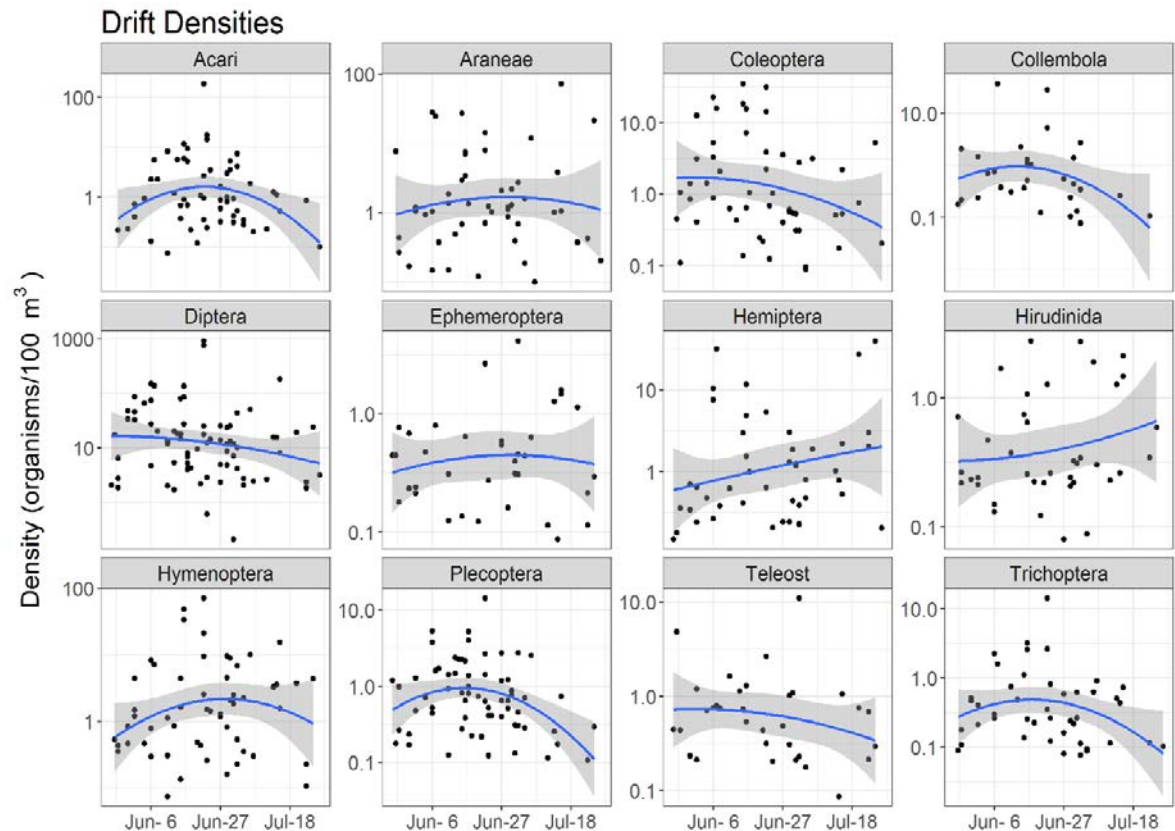 Drift Densities
Acari
Araneae
Coleoptera
Collembola
100
1
100
1
10.0
1.0
0.1
10.0
0.1
Diptera
Ephemeroptera
Hemiptera
Hirudinida
1000
10
1.0
0.1
10
1
1.0
0.1
Hymenoptera
Plecoptera
Teleost
Trichoptera
100
1
10.0
1.0
0.1
10.0
1.0
0.1
10.0
1.0
0.1
Jun- 6 Jun-27 Jul-18
Jun- 6 Jun-27 Jul-18
Jun- 6 Jun-27 Jul-18
Jun- 6 Jun-27 Jul-18
Density (organisms/100 m³ )